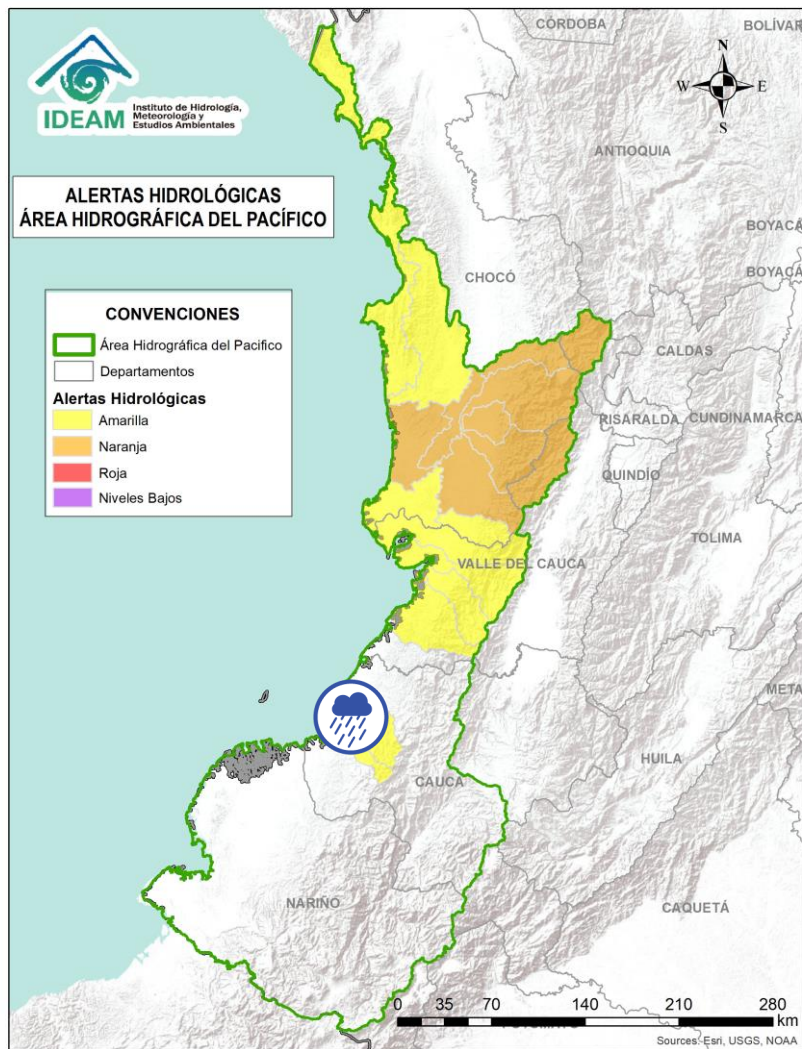 CÓRDOBA
BOLÍVAR
IDEAM
Instituto de Hidrología,
Meteorología y
Estudios Ambientales
N
W
E
S
ANTIOQUIA
ALERTAS HIDROLÓGICAS
ÁREA HIDROGRÁFICA DEL PACÍFICO
BOYACÁ
BOYACÁ
CHOCÓ
CONVENCIONES
Área Hidrográfica del Pacifico
Departamentos
Alertas Hidrológicas
Amarilla
Naranja
Roja
Niveles Bajos
CALDAS
RISARALDA
CUNDINAMARCA
QUINDÍO
TOLIMA
VALLE DEL CAUCA
META
HUILA
CAUCA
NARIÑO
CAQUETÁ
0 35 70 140 210 280
km
Sources: Esri, USGS, NOAA